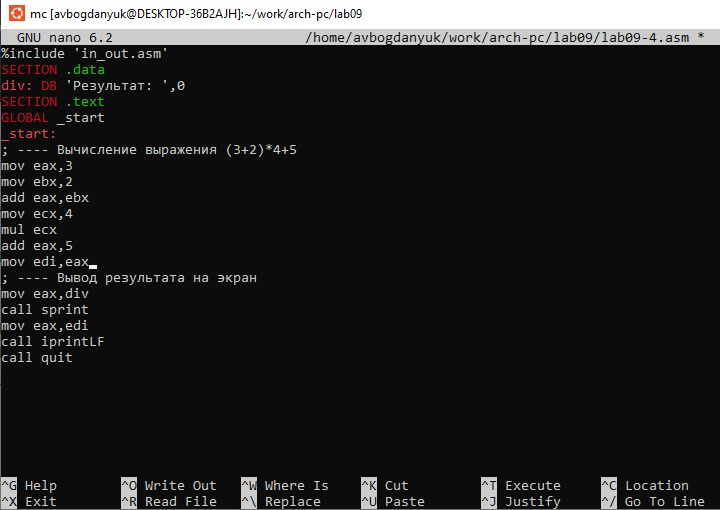 mc [avbogdanyuk@DESKTOP-36B2AJH]:~/work/arch-pc/lab09
GNU nano 6.2 /home/avbogdanyuk/work/arch-pc/lab09/lab09-4.asm *
%include 'in_out.asm'
SECTION .data
div: DB 'Результат: ',0
SECTION .text
GLOBAL _start
_start:
; ---- Вычисление выражения (3+2)*4+5
mov eax,3
mov ebx,2
add eax,ebx
mov ecx,4
mul ecx
add eax,5
mov edi,eax
; ---- Вывод результата на экран
mov eax,div
call sprint
mov eax,edi
call iprintLF
call quit
^G Help ^O Write Out ^W Where Is ^K Cut ^T Execute ^C Location
^X Exit ^R Read File ^\ Replace ^U Paste ^J Justify ^/ Go To Line